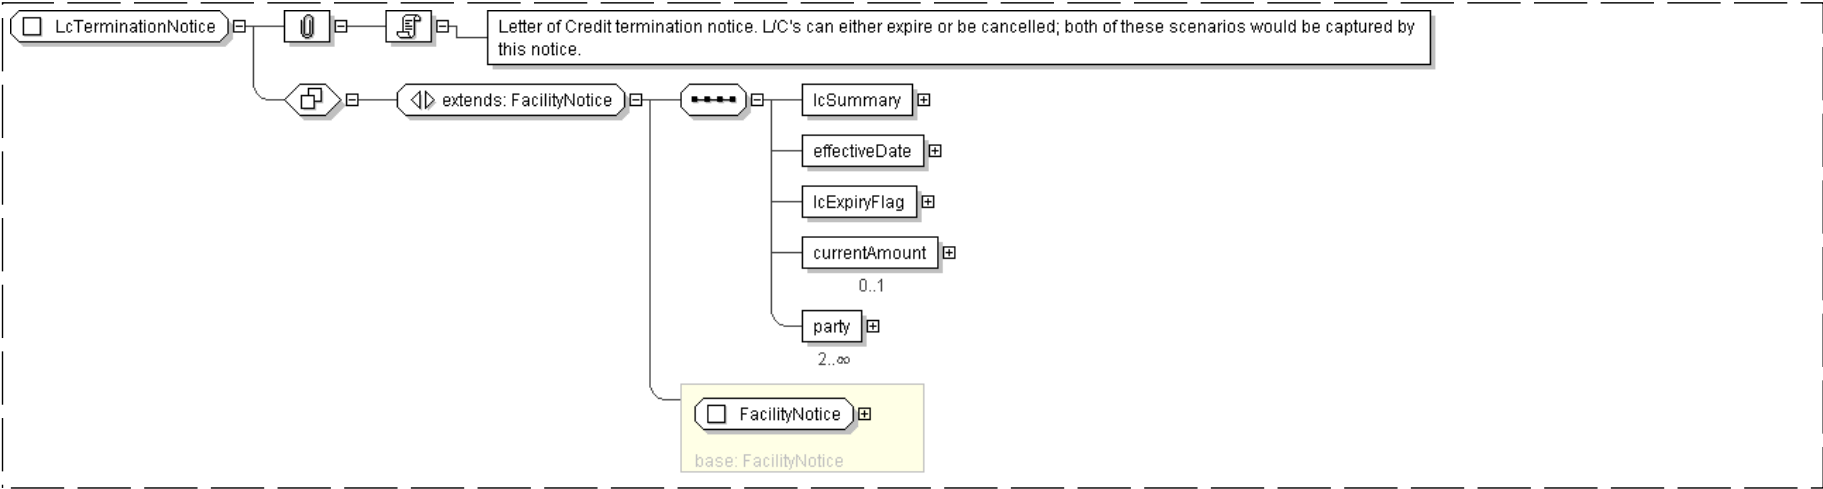 LcTerminationNotice
Letter of Credit termination notice. L/C's can either expire or be cancelled; both of these scenarios would be captured by
this notice.
extends: FacilityNotice
lcSummary
effectiveDate
lcExpiryFlag
currentAmount
0..1
party
2..∞
FacilityNotice
base: FacilityNotice